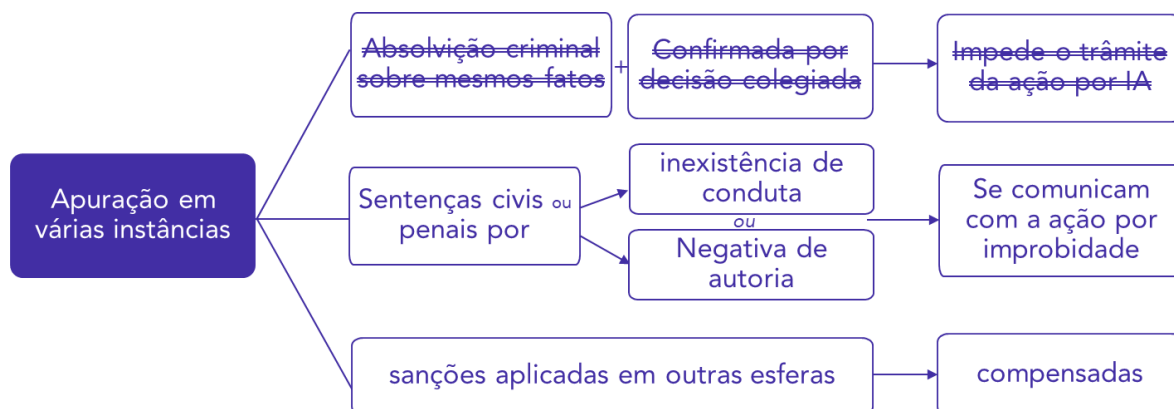 Apuração em
várias instâncias
Absolvição criminal
sobre mesmos fatos
+
Confirmada por
decisão colegiada
Impede o trâmite
da ação por IA
Sentenças civis ou
penais por
inexistência de
conduta
ou
Negativa de
autoria
Se comunicam
com a ação por
improbidade
sanções aplicadas em outras esferas
compensadas